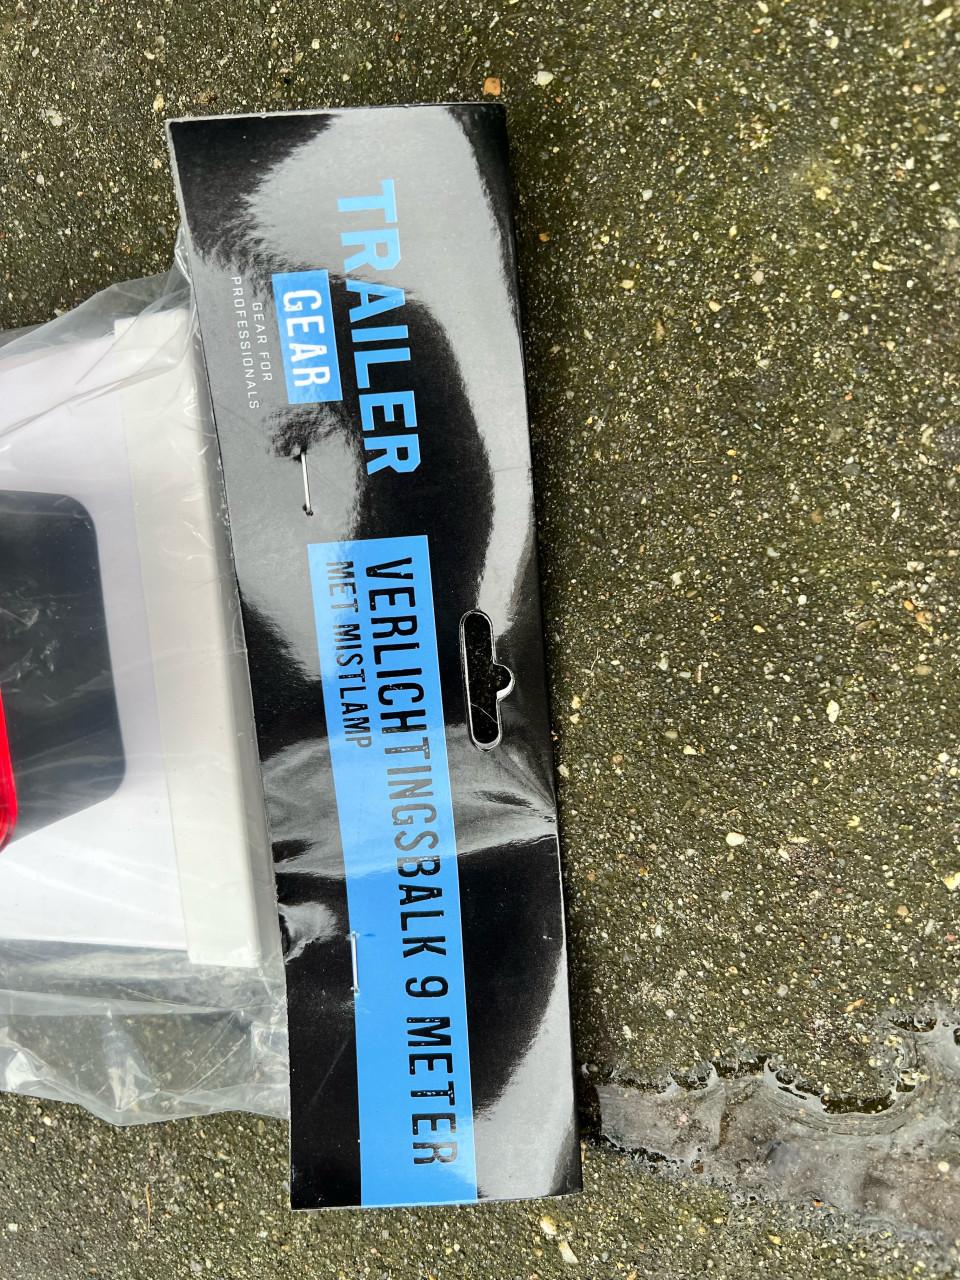 TRAILER
GEAR
GEAR FOR
PROFESSIONALS
VERLICHTINGSBALK 9 METER
MET MISTLAMP